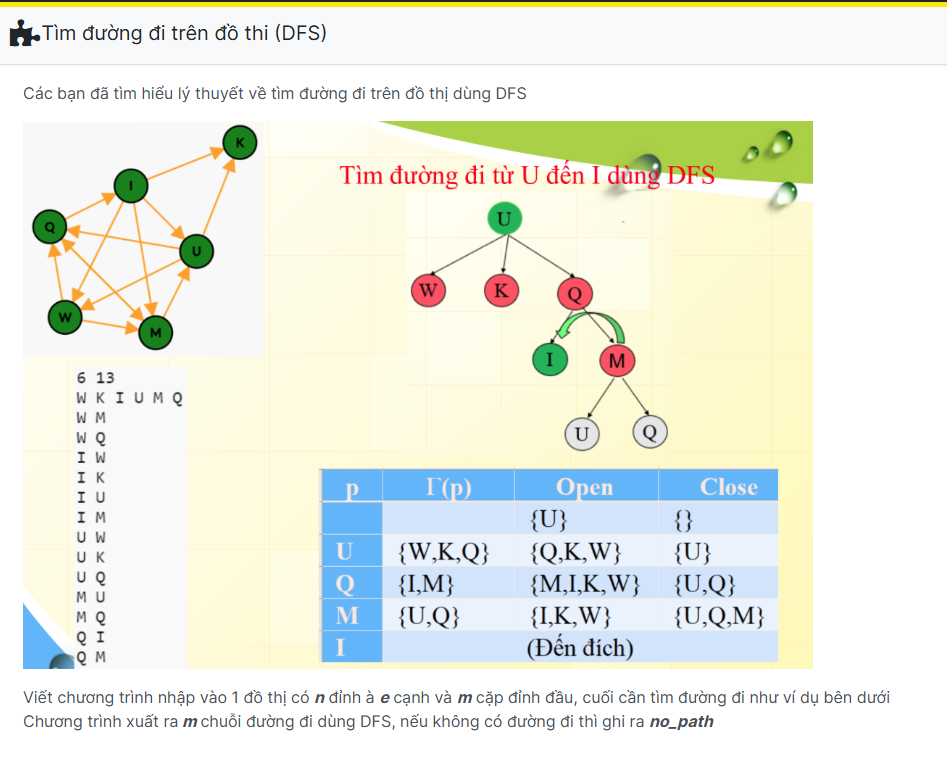 Tìm đường đi trên đồ thi (DFS)
Các bạn đã tìm hiểu lý thuyết về tìm đường đi trên đồ thị dùng DFS
K
I
Q
U
W
M
Tìm đường đi từ U đến I dùng DFS
U
W K Q
I M
U Q
6 13
W K I U M Q
W M
W Q
I W
I K
I U
I M
U W
U K
U Q
M U
M Q
Q I
Q M
p Γ(p) Open Close
{U} {}
U {W,K,Q} {Q,K,W} {U}
Q {I,M} {M,I,K,W} {U,Q}
M {U,Q} {I,K,W} {U,Q,M}
I (Đến đích)
Viết chương trình nhập vào 1 đồ thị có n đỉnh à e cạnh và m cặp đỉnh đầu, cuối cần tìm đường đi như ví dụ bên dưới
Chương trình xuất ra m chuỗi đường đi dùng DFS, nếu không có đường đi thì ghi ra no_path